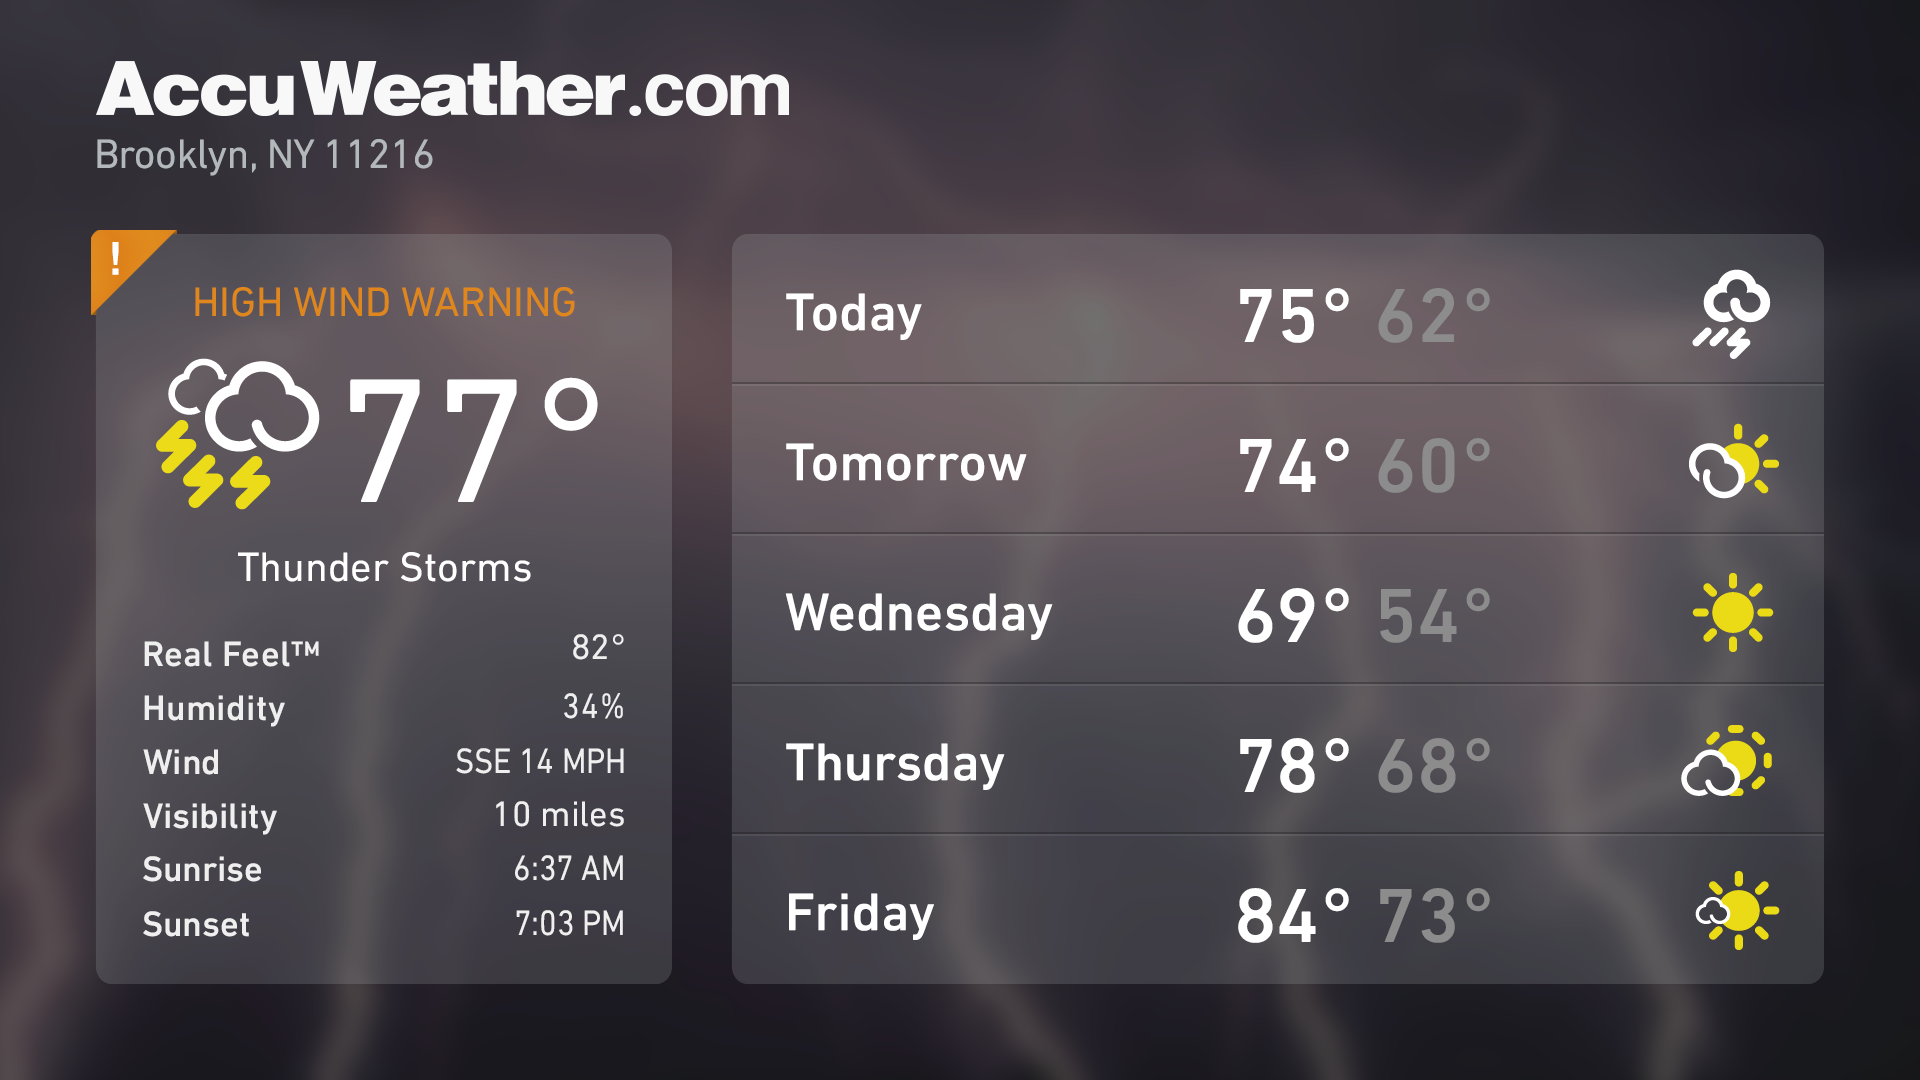 AccuWeather.com
Brooklyn, NY 11216
!
HIGH WIND WARNING
77°
Thunder Storms
Real Feel™ 82°
Humidity 34%
Wind SSE 14 MPH
Visibility 10 miles
Sunrise 6:37 AM
Sunset 7:03 PM
Today 75° 62°
Tomorrow 74° 60°
Wednesday 69° 54°
Thursday 78° 68°
Friday 84° 73°